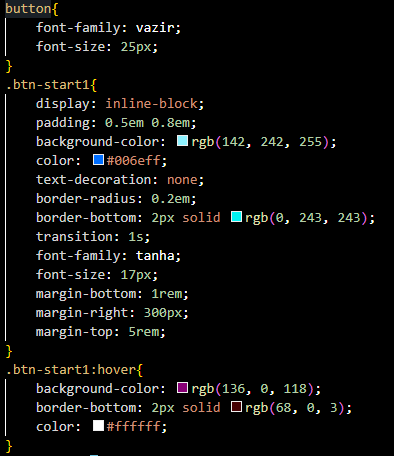 button{
    font-family: vazir;
    font-size: 25px;
}
.btn-start1{
    display: inline-block;
    padding: 0.5em 0.8em;
    background-color: rgb(142, 242, 255);
    color: #006eff;
    text-decoration: none;
    border-radius: 0.2em;
    border-bottom: 2px solid rgb(0, 243, 243);
    transition: 1s;
    font-family: tanha;
    font-size: 17px;
    margin-bottom: 1rem;
    margin-right: 300px;
    margin-top: 5rem;
}
.btn-start1:hover{
    background-color: rgb(136, 0, 118);
    border-bottom: 2px solid rgb(68, 0, 3);
    color: #ffffff;
}